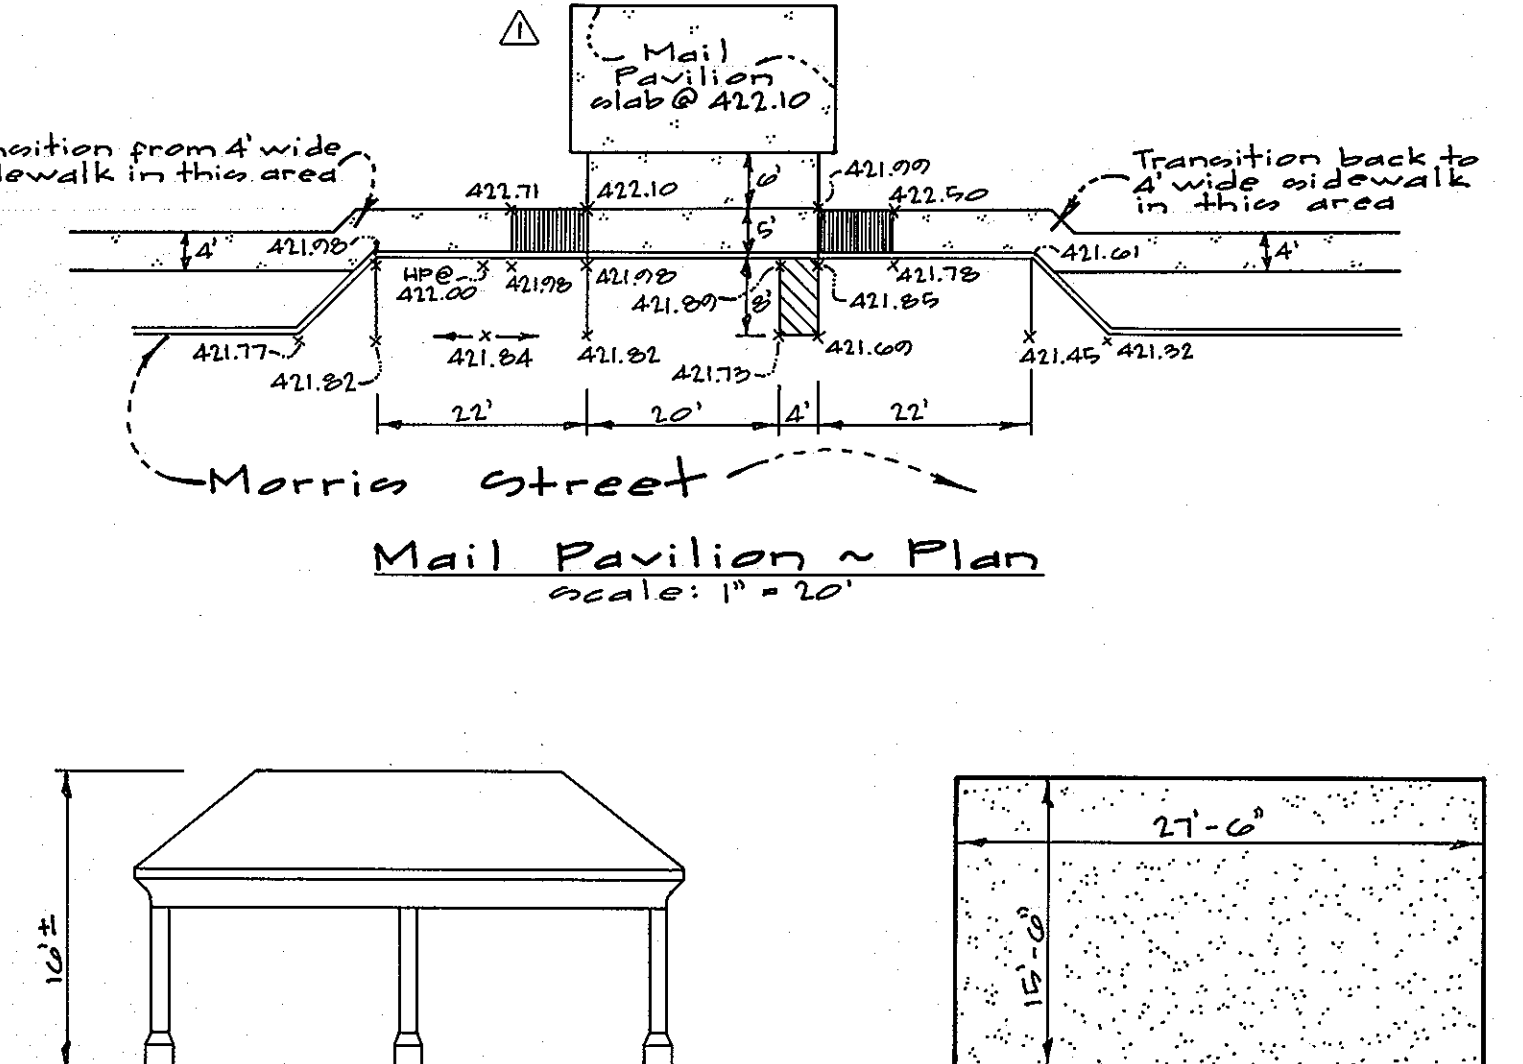 1
Mail
Pavilion
slab @ 422.10
nsition from 4' wide
lewalk in this area
Transition back to
4' wide sidewalk
in this area
422.71
422.10
6'
421.99
422.50
4'
421.98
5'
421.61
4'
HP@
422.00
421.98
421.98
421.89
8'
421.85
421.78
421.77
421.82
421.84
421.82
421.73
421.69
421.45
421.32
22'
20'
4'
22'
Morris Street
Mail Pavilion ~ Plan
scale: 1" = 20'
16'±
27'-6"
15'-0"